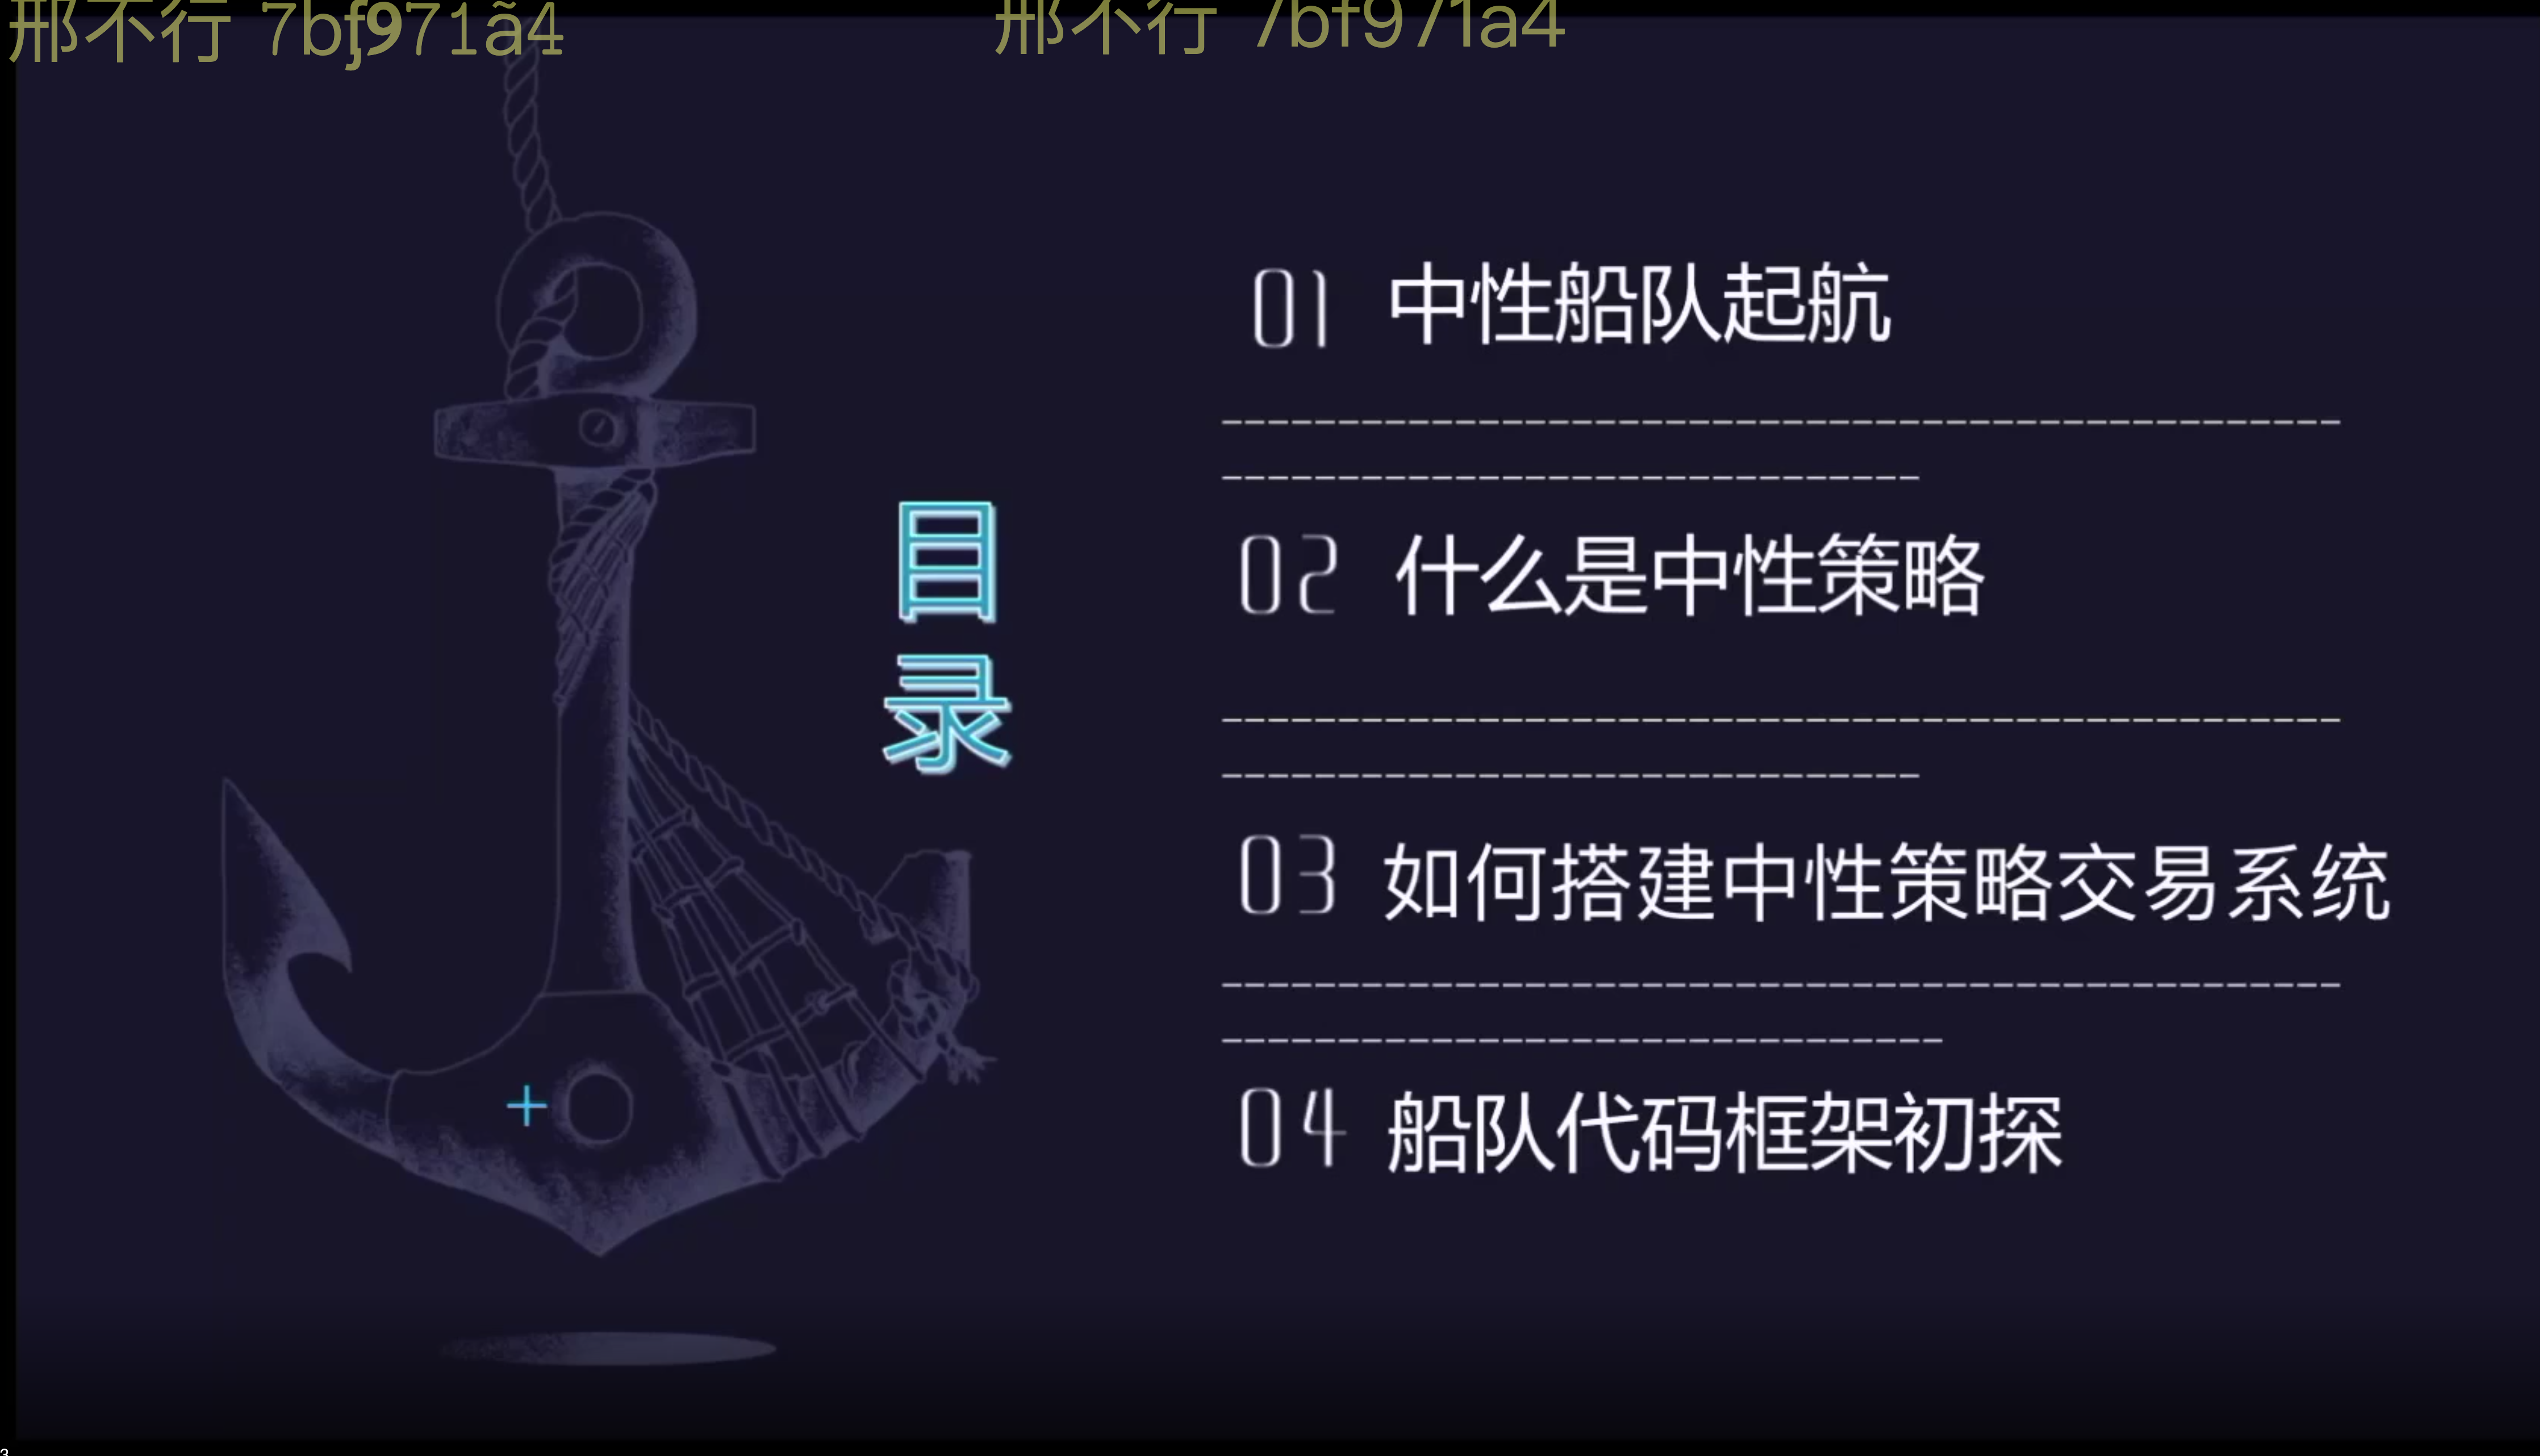 邢不行 7bf971a4
邢不行 7bf971a4
目录
01 中性船队起航
02 什么是中性策略
03 如何搭建中性策略交易系统
04 船队代码框架初探
3